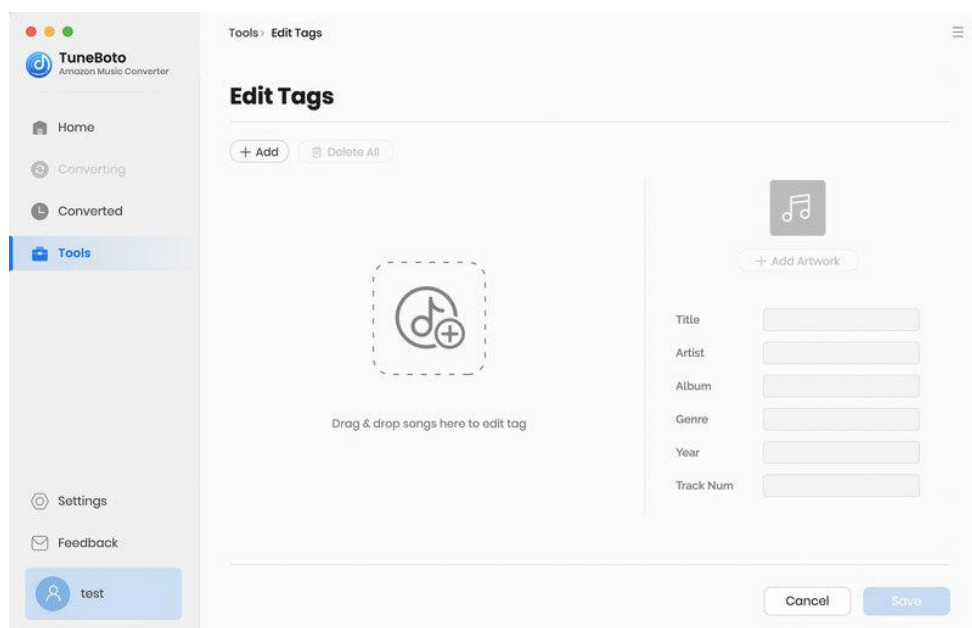 TuneBoto
Amazon Music Converter
Home
Converting
Converted
Tools
Settings
Feedback
test
Tools› Edit Tags
Edit Tags
+ Add
Delete All
Drag & drop songs here to edit tag
+ Add Artwork
Title
Artist
Album
Genre
Year
Track Num
Cancel
Save